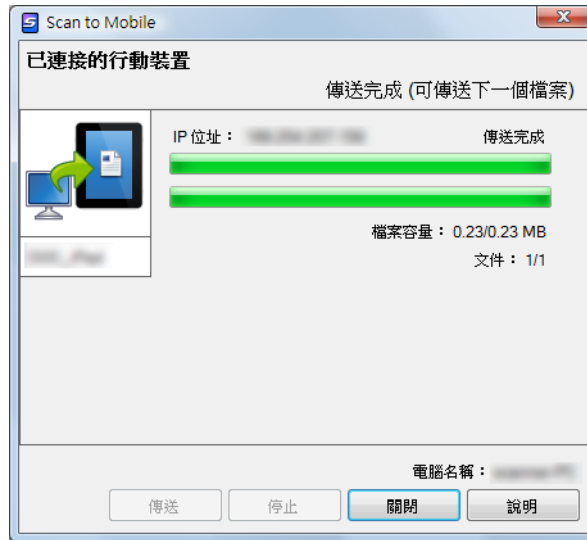 Scan to Mobile
已連接的行動裝置
傳送完成 (可傳送下一個檔案)
IP 位址： 傳送完成
檔案容量： 0.23/0.23 MB
文件： 1/1
電腦名稱：
傳送 停止 關閉 說明